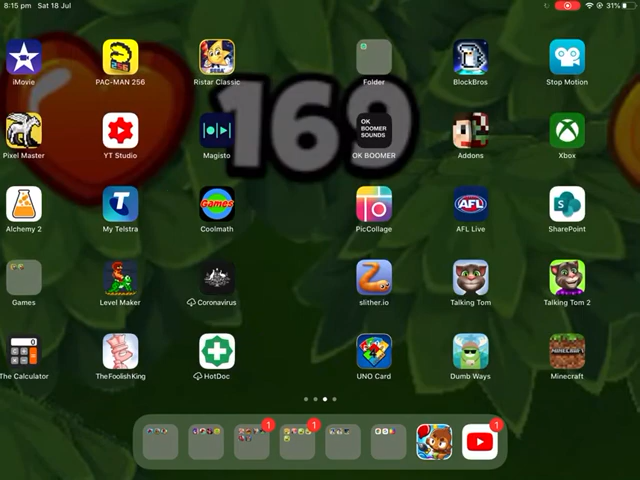 8:15 pm Sat 18 Jul
31%
iMovie
PAC-MAN 256
Ristar Classic
Folder
BlockBros
Stop Motion
169
Pixel Master
YT Studio
Magisto
OK BOOMER SOUNDS
OK BOOMER
Addons
Xbox
Alchemy 2
My Telstra
Games
Coolmath
PicCollage
AFL
AFL Live
SharePoint
Games
Level Maker
Coronavirus
slither.io
Talking Tom
Talking Tom 2
The Calculator
TheFoolishKing
HotDoc
UNO Card
Dumb Ways
MINECRAFT
Minecraft
1
1
1